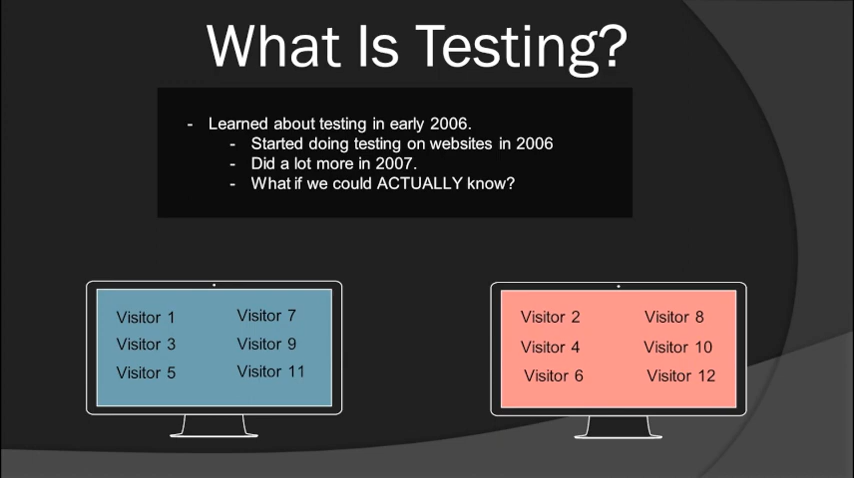 What Is Testing?
- Learned about testing in early 2006.
- Started doing testing on websites in 2006
- Did a lot more in 2007.
- What if we could ACTUALLY know?
Visitor 1
Visitor 3
Visitor 5
Visitor 7
Visitor 9
Visitor 11
Visitor 2
Visitor 4
Visitor 6
Visitor 8
Visitor 10
Visitor 12